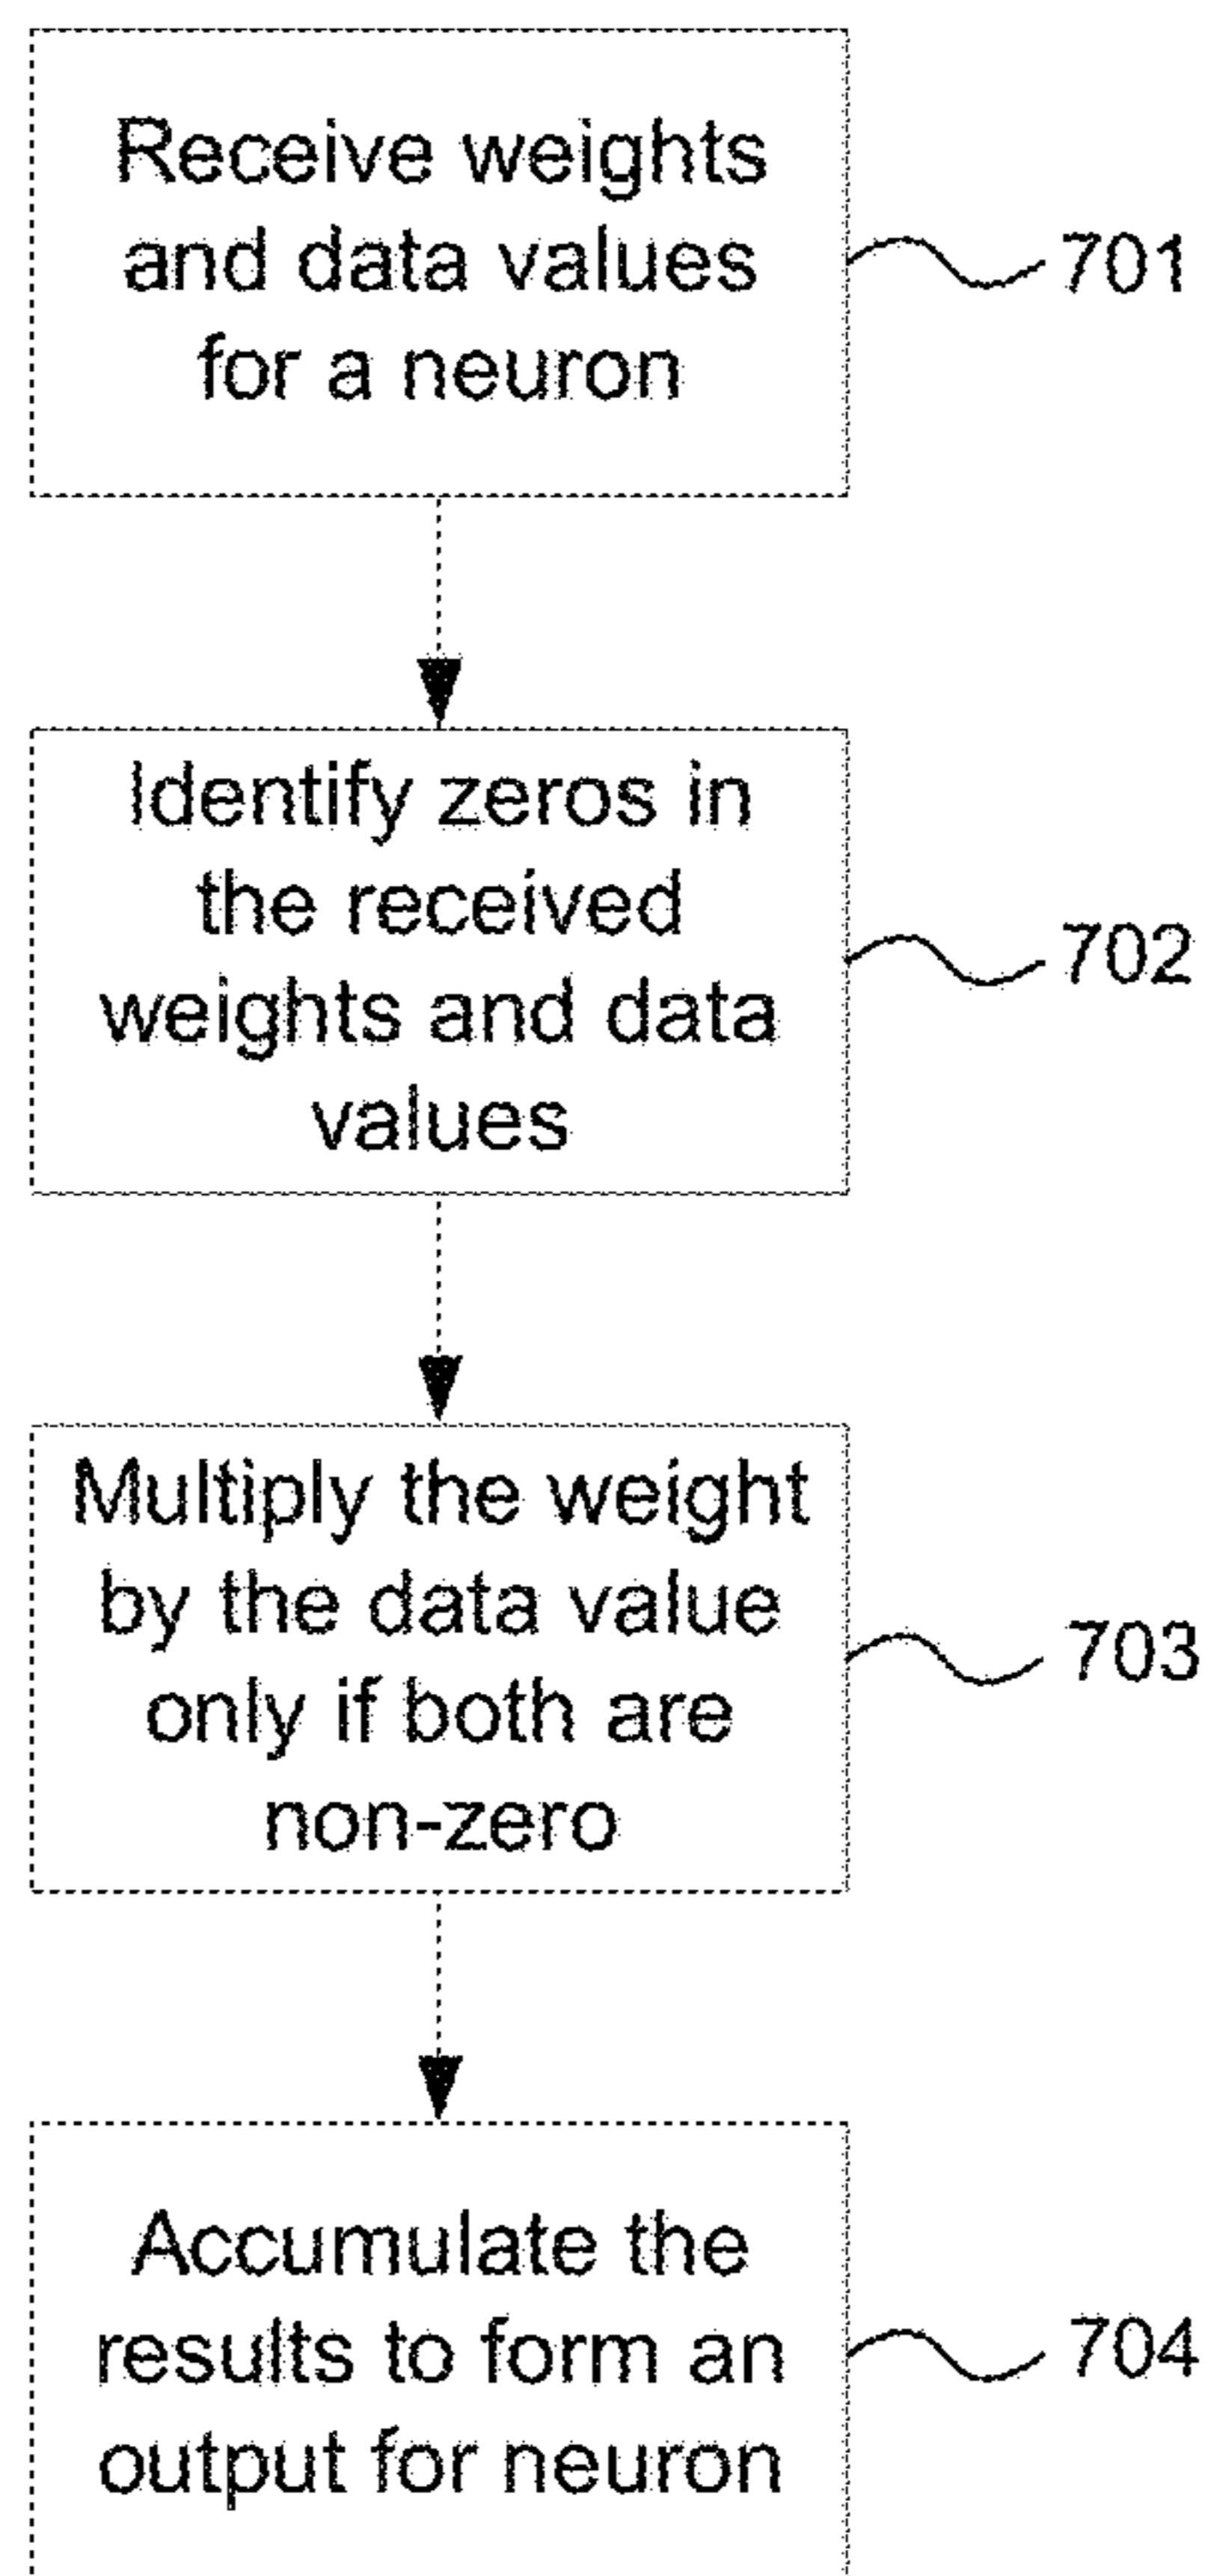 Receive weights
and data values
for a neuron
701
Identify zeros in
the received
weights and data
values
702
Multiply the weight
by the data value
only if both are
non-zero
703
Accumulate the
results to form an
output for neuron
704